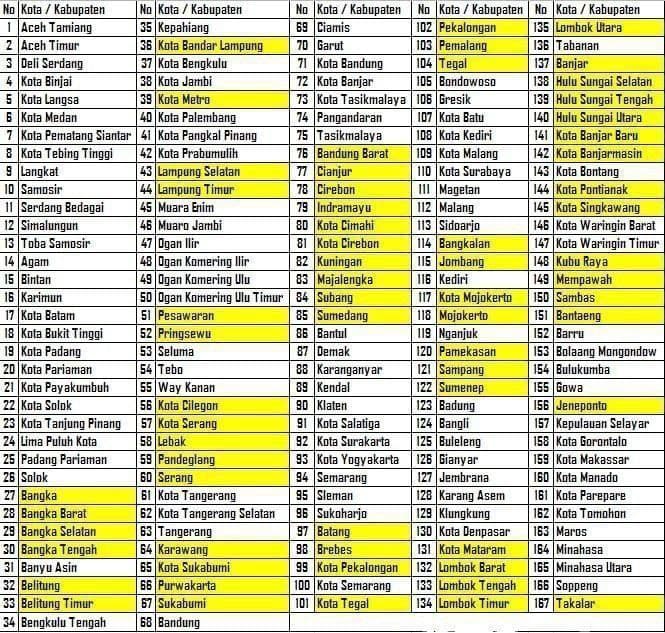 No Kota / Kabupaten
1 Aceh Tamiang
2 Aceh Timur
3 Deli Serdang
4 Kota Binjai
5 Kota Langsa
6 Kota Medan
7 Kota Pematang Siantar
8 Kota Tebing Tinggi
9 Langkat
10 Samosir
11 Serdang Bedagai
12 Simalungun
13 Toba Samosir
14 Agam
15 Bintan
16 Karimun
17 Kota Batam
18 Kota Bukit Tinggi
19 Kota Padang
20 Kota Pariaman
21 Kota Payakumbuh
22 Kota Solok
23 Kota Tanjung Pinang
24 Lima Puluh Kota
25 Padang Pariaman
26 Solok
27 Bangka
28 Bangka Barat
29 Bangka Selatan
30 Bangka Tengah
31 Banyu Asin
32 Belitung
33 Belitung Timur
34 Bengkulu Tengah
No Kota / Kabupaten
35 Kepahiang
36 Kota Bandar Lampung
37 Kota Bengkulu
38 Kota Jambi
39 Kota Metro
40 Kota Palembang
41 Kota Pangkal Pinang
42 Kota Prabumulih
43 Lampung Selatan
44 Lampung Timur
45 Muara Enim
46 Muaro Jambi
47 Ogan Ilir
48 Ogan Komering Ilir
49 Ogan Komering Ulu
50 Ogan Komering Ulu Timur
51 Pesawaran
52 Pringsewu
53 Seluma
54 Tebo
55 Way Kanan
56 Kota Cilegon
57 Kota Serang
58 Lebak
59 Pandeglang
60 Serang
61 Kota Tangerang
62 Kota Tangerang Selatan
63 Tangerang
64 Karawang
65 Kota Sukabumi
66 Purwakarta
67 Sukabumi
68 Bandung
No Kota / Kabupaten
69 Ciamis
70 Garut
71 Kota Bandung
72 Kota Banjar
73 Kota Tasikmalaya
74 Pangandaran
75 Tasikmalaya
76 Bandung Barat
77 Cianjur
78 Cirebon
79 Indramayu
80 Kota Cimahi
81 Kota Cirebon
82 Kuningan
83 Majalengka
84 Subang
85 Sumedang
86 Bantul
87 Demak
88 Karanganyar
89 Kendal
90 Klaten
91 Kota Salatiga
92 Kota Surakarta
93 Kota Yogyakarta
94 Semarang
95 Sleman
96 Sukoharjo
97 Batang
98 Brebes
99 Kota Pekalongan
100 Kota Semarang
101 Kota Tegal
No Kota / Kabupaten
102 Pekalongan
103 Pemalang
104 Tegal
105 Bondowoso
106 Gresik
107 Kota Batu
108 Kota Kediri
109 Kota Malang
110 Kota Surabaya
111 Magetan
112 Malang
113 Sidoarjo
114 Bangkalan
115 Jombang
116 Kediri
117 Kota Mojokerto
118 Mojokerto
119 Nganjuk
120 Pamekasan
121 Sampang
122 Sumenep
123 Badung
124 Bangli
125 Buleleng
126 Gianyar
127 Jembrana
128 Karang Asem
129 Klungkung
130 Kota Denpasar
131 Kota Mataram
132 Lombok Barat
133 Lombok Tengah
134 Lombok Timur
No Kota / Kabupaten
135 Lombok Utara
136 Tabanan
137 Banjar
138 Hulu Sungai Selatan
139 Hulu Sungai Tengah
140 Hulu Sungai Utara
141 Kota Banjar Baru
142 Kota Banjarmasin
143 Kota Bontang
144 Kota Pontianak
145 Kota Singkawang
146 Kota Waringin Barat
147 Kota Waringin Timur
148 Kubu Raya
149 Mempawah
150 Sambas
151 Bantaeng
152 Barru
153 Bolaang Mongondow
154 Bulukumba
155 Gowa
156 Jeneponto
157 Kepulauan Selayar
158 Kota Gorontalo
159 Kota Makassar
160 Kota Manado
161 Kota Parepare
162 Kota Tomohon
163 Maros
164 Minahasa
165 Minahasa Utara
166 Soppeng
167 Takalar